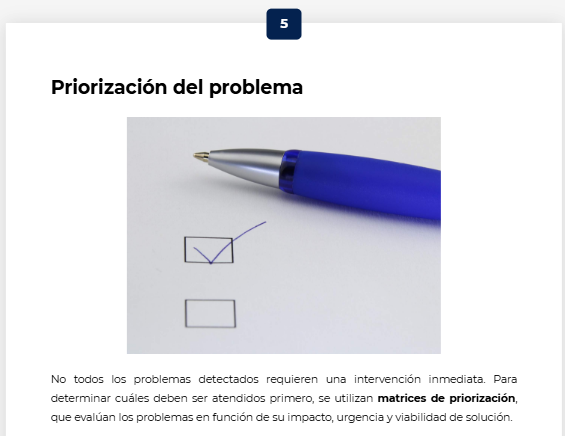 5
Priorización del problema
No todos los problemas detectados requieren una intervención inmediata. Para
determinar cuáles deben ser atendidos primero, se utilizan matrices de priorización,
que evalúan los problemas en función de su impacto, urgencia y viabilidad de solución.